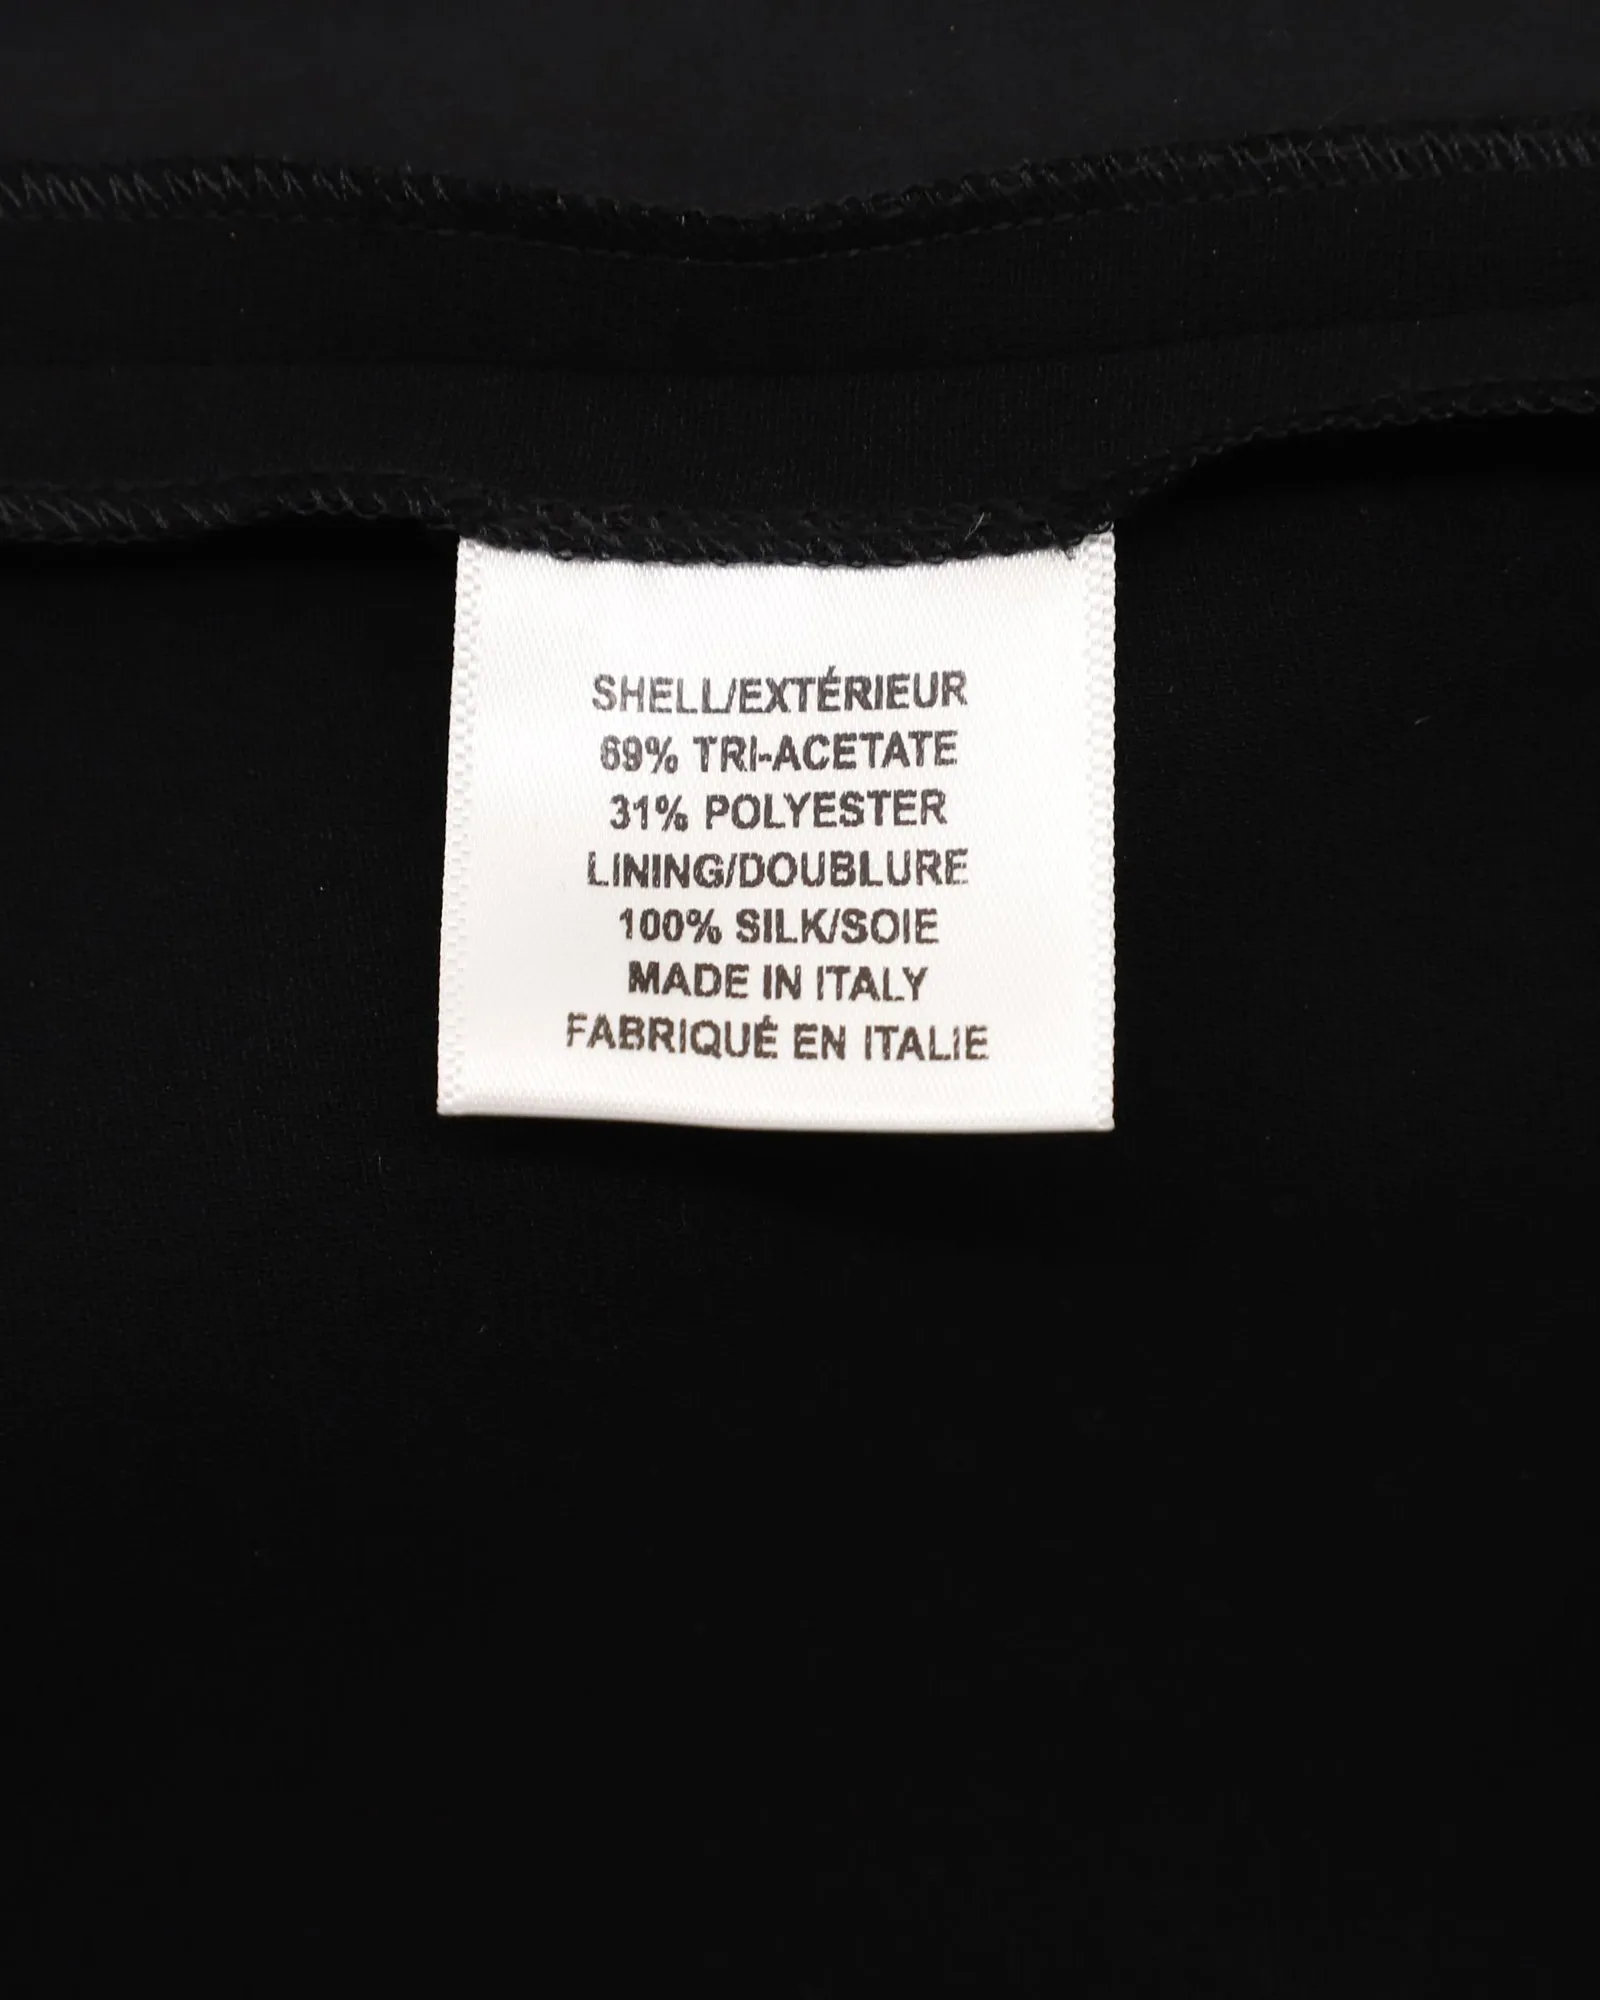 SHELL/EXTÉRIEUR
69% TRI-ACETATE
31% POLYESTER
LINING/DOUBLURE
100% SILK/SOIE
MADE IN ITALY
FABRIQUÉ EN ITALIE